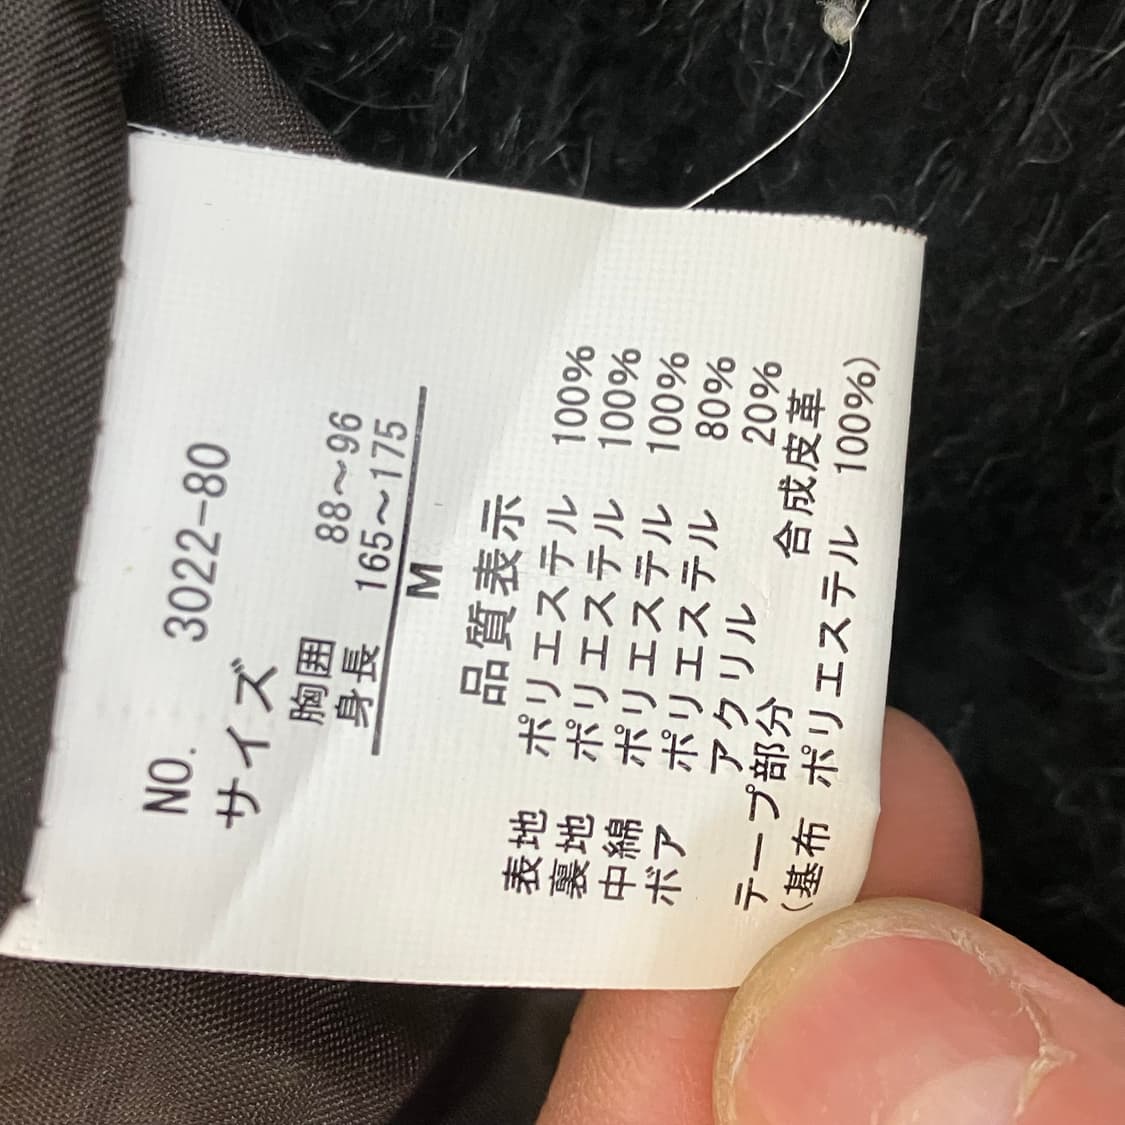 NO. 3022-80
サイズ
胸囲 88～96
身長 165～175
M
品質表示
表地 ポリエステル 100%
裏地 ポリエステル 100%
中綿 ポリエステル 100%
ボア ポリエステル 80%
アクリル 20%
テープ部分 合成皮革
(基布 ポリエステル 100%)